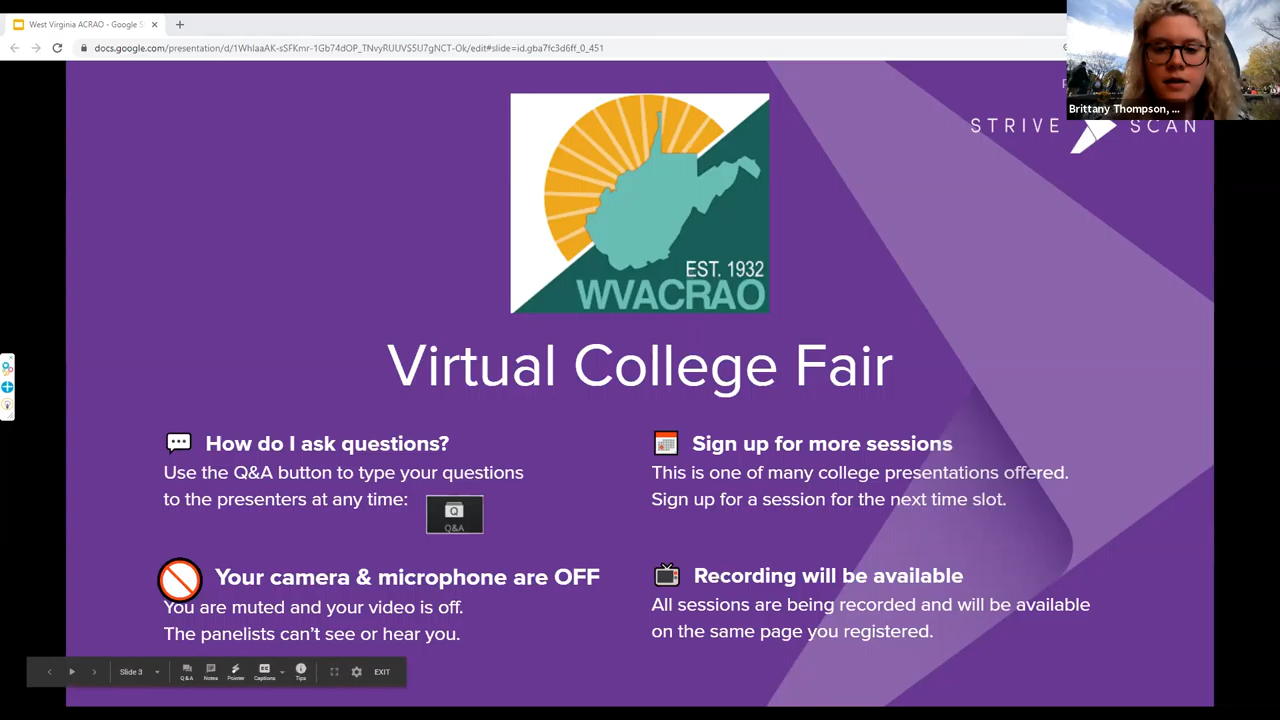 West Virginia ACRAO - Google S
docs.google.com/presentation/d/1WhlaaAK-sSFKmr-1Gb74dOP_TNvyRUUVS5U7gNCT-Ok/edit#slide=id.gba7fc3d6ff_0_451
Brittany Thompson, ...
STRIVE SCAN
EST. 1932
WVACRAO
Virtual College Fair
How do I ask questions?
Use the Q&A button to type your questions
to the presenters at any time:
Q
Q&A
Sign up for more sessions
This is one of many college presentations offered.
Sign up for a session for the next time slot.
Your camera & microphone are OFF
You are muted and your video is off.
The panelists can't see or hear you.
Recording will be available
All sessions are being recorded and will be available
on the same page you registered.
Slide 3
Q&A Notes Pointer Captions Tips EXIT